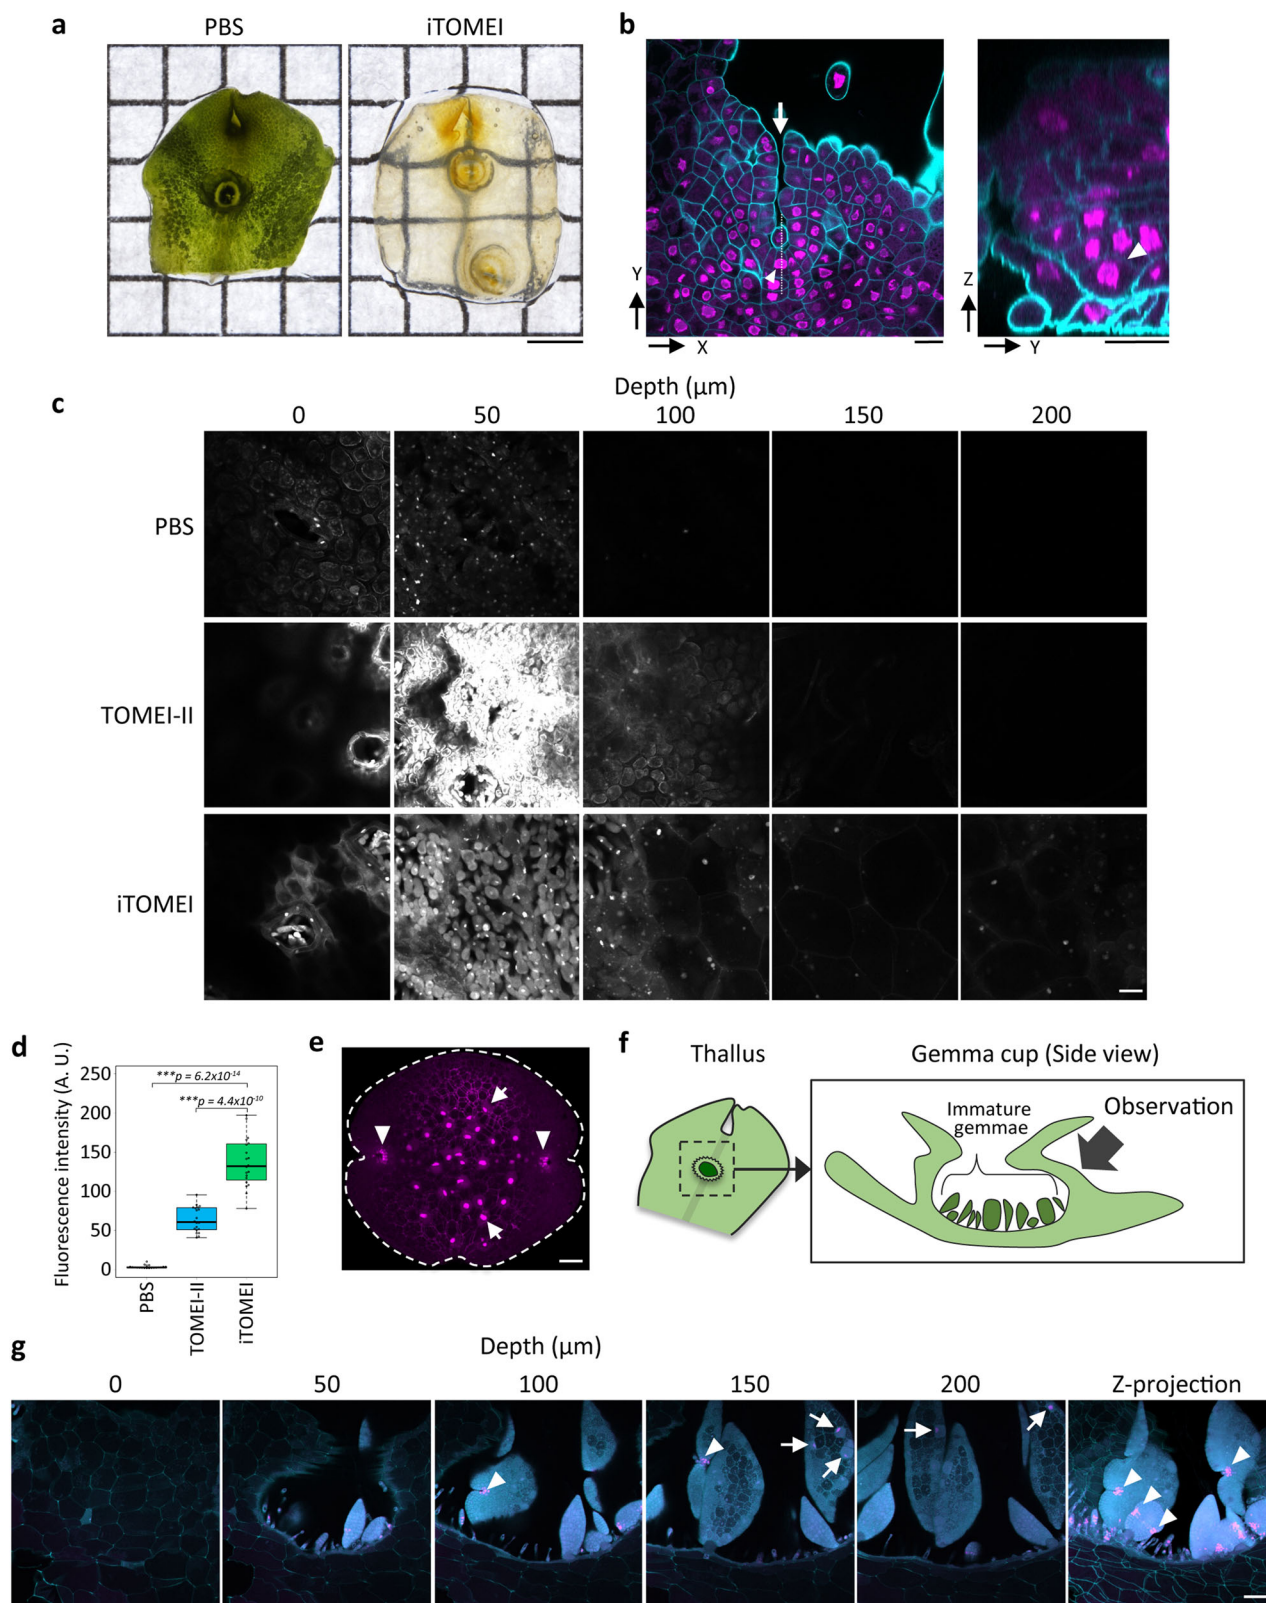 a
PBS
iTOMEI
b
Y
X
Z
Y
c
Depth (μm)
0 50 100 150 200
PBS
TOMEI-II
iTOMEI
d
Fluorescence intensity (A. U.)
250
200
150
100
50
0
***p = 6.2x10⁻¹⁴
***p = 4.4x10⁻¹⁰
PBS
TOMEI-II
iTOMEI
e
f
Thallus
Gemma cup (Side view)
Immature
gemmae
Observation
g
Depth (μm)
0 50 100 150 200 Z-projection